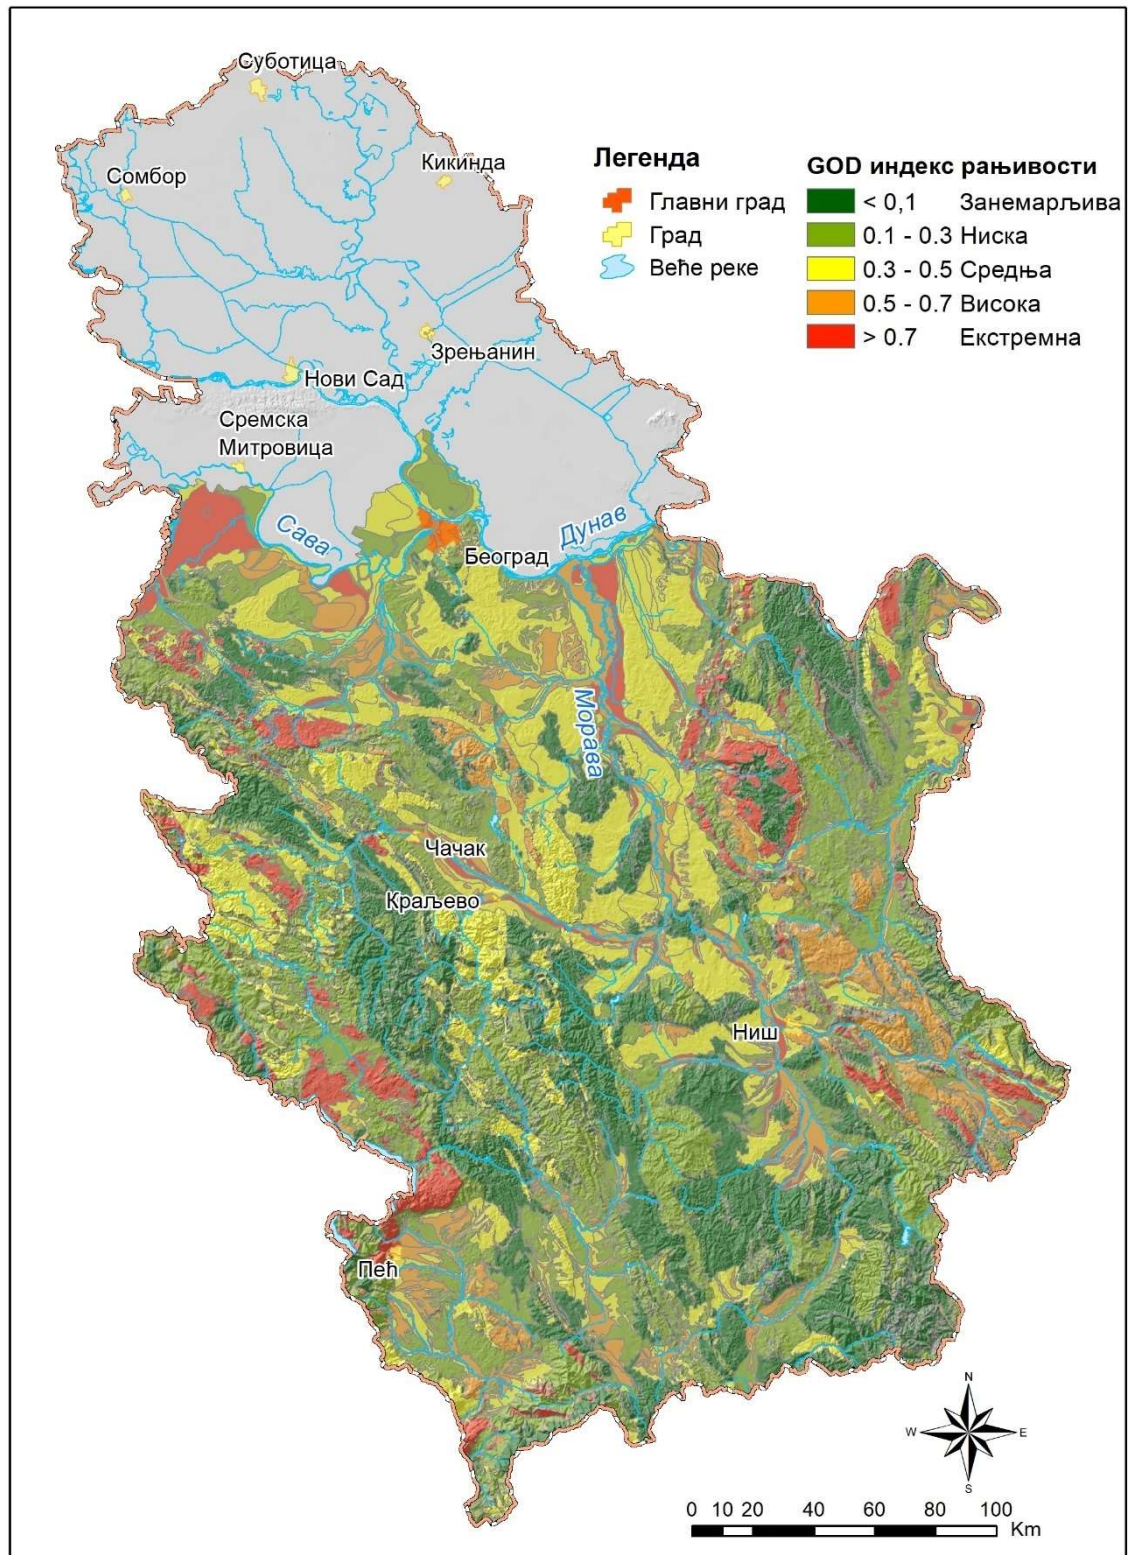 Суботица
Сомбор
Кикинда
Легенда
Главни град
Град
Веће реке
GOD индекс рањивости
< 0,1 Занемарљива
0.1 - 0.3 Ниска
0.3 - 0.5 Средња
0.5 - 0.7 Висока
> 0.7 Екстремна
Зрењанин
Нови Сад
Сремска
Митровица
Сава
Дунав
Београд
Морава
Чачак
Краљево
Ниш
Пећ
N
W
E
S
0 10 20 40 60 80 100
Km